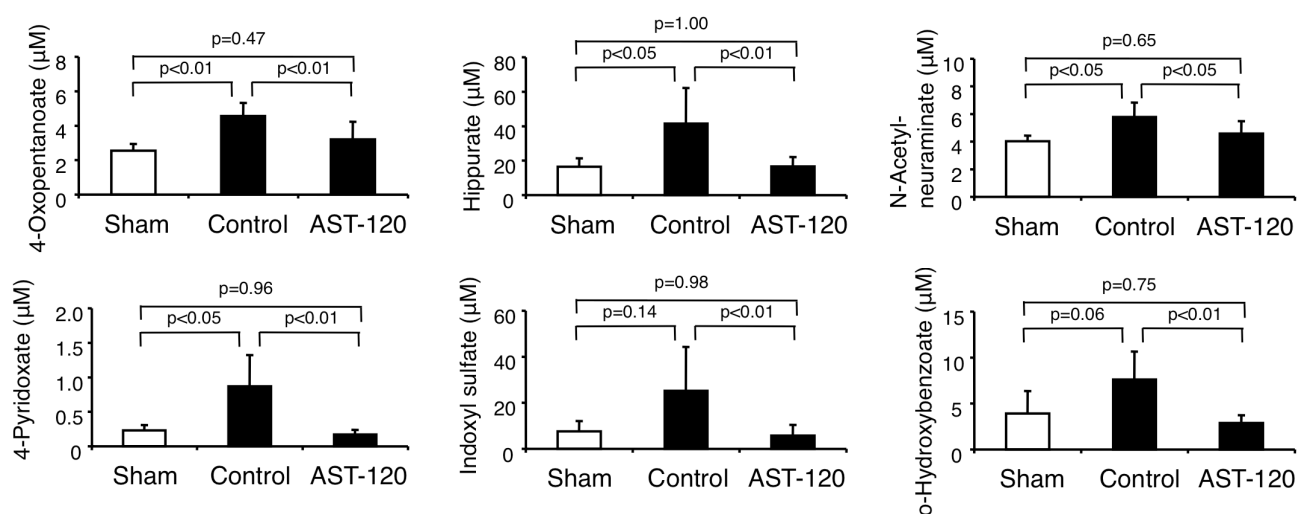 4-Oxopentanoate (µM)
8
6
4
2
0
p=0.47
p<0.01
p<0.01
Sham
Control
AST-120
Hippurate (µM)
80
60
40
20
0
p=1.00
p<0.05
p<0.01
Sham
Control
AST-120
N-Acetyl-
neuraminate (µM)
10
8
6
4
2
0
p=0.65
p<0.05
p<0.05
Sham
Control
AST-120
4-Pyridoxate (µM)
2.0
1.5
1.0
0.5
0
p=0.96
p<0.05
p<0.01
Sham
Control
AST-120
Indoxyl sulfate (µM)
60
40
20
0
p=0.98
p=0.14
p<0.01
Sham
Control
AST-120
-Hydroxybenzoate (µM)
15
10
5
0
p=0.75
p=0.06
p<0.01
Sham
Control
AST-120